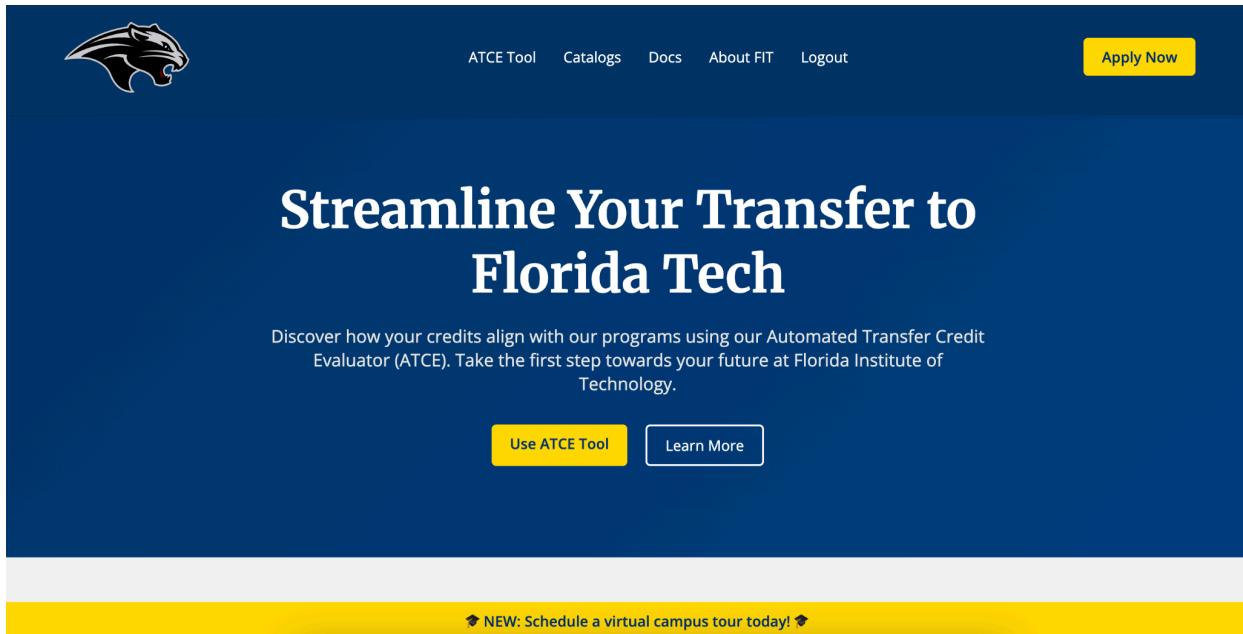 ATCE Tool Catalogs Docs About FIT Logout Apply Now
Streamline Your Transfer to
Florida Tech
Discover how your credits align with our programs using our Automated Transfer Credit
Evaluator (ATCE). Take the first step towards your future at Florida Institute of
Technology.
Use ATCE Tool Learn More
🎓 NEW: Schedule a virtual campus tour today! 🎓